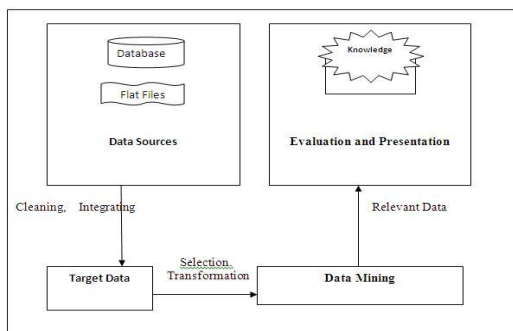 Database
Flat Files
Data Sources
Knowledge
Evaluation and Presentation
Cleaning, Integrating
Relevant Data
Selection.
Transformation
Target Data
Data Mining